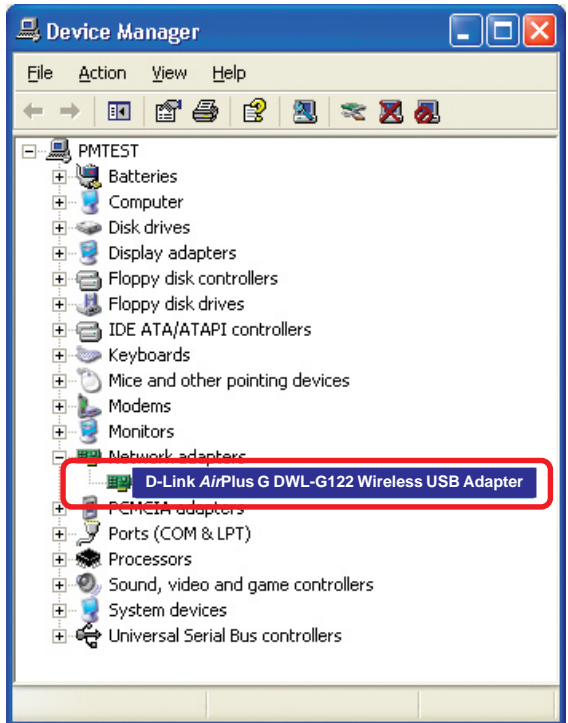 Device Manager
File Action View Help
PMTEST
Batteries
Computer
Disk drives
Display adapters
Floppy disk controllers
Floppy disk drives
IDE ATA/ATAPI controllers
Keyboards
Mice and other pointing devices
Modems
Monitors
Network adapters
D-Link AirPlus G DWL-G122 Wireless USB Adapter
PCMCIA adapters
Ports (COM & LPT)
Processors
Sound, video and game controllers
System devices
Universal Serial Bus controllers